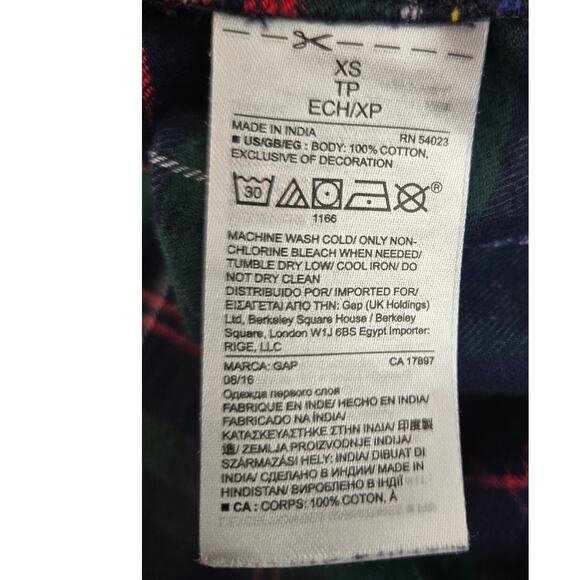 XS
TP
ECH/XP
MADE IN INDIA RN 54023
■ US/GB/EG : BODY: 100% COTTON,
EXCLUSIVE OF DECORATION
30 ®
1166
MACHINE WASH COLD/ ONLY NON-
CHLORINE BLEACH WHEN NEEDED/
TUMBLE DRY LOW/ COOL IRON/ DO
NOT DRY CLEAN
DISTRIBUIDO POR/ IMPORTED FOR/
ΕΙΣΑΓΕΤΑΙ ΑΠΟ ΤΗΝ: Gap (UK Holdings)
Ltd, Berkeley Square House / Berkeley
Square, London W1J 6BS Egypt Importer:
RIGE, LLC
MARCA: GAP CA 17897
08/16
Одежда первого слоя
FABRIQUE EN INDE/ HECHO EN INDIA/
FABRICADO NA ÍNDIA/
ΚΑΤΑΣΚΕΥΑΣΤΗΚΕ ΣΤΗΝ ΙΝΔΙΑ/ 印度製
造/ ZEMLJA PROIZVODNJE INDIJA/
SZÁRMAZÁSI HELY: INDIA/ DIBUAT DI
INDIA/ СДЕЛАНО В ИНДИИ/ MADE IN
HINDISTAN/ ВИРОБЛЕНО В ІНДІЇ
■ CA : CORPS: 100% COTON, À